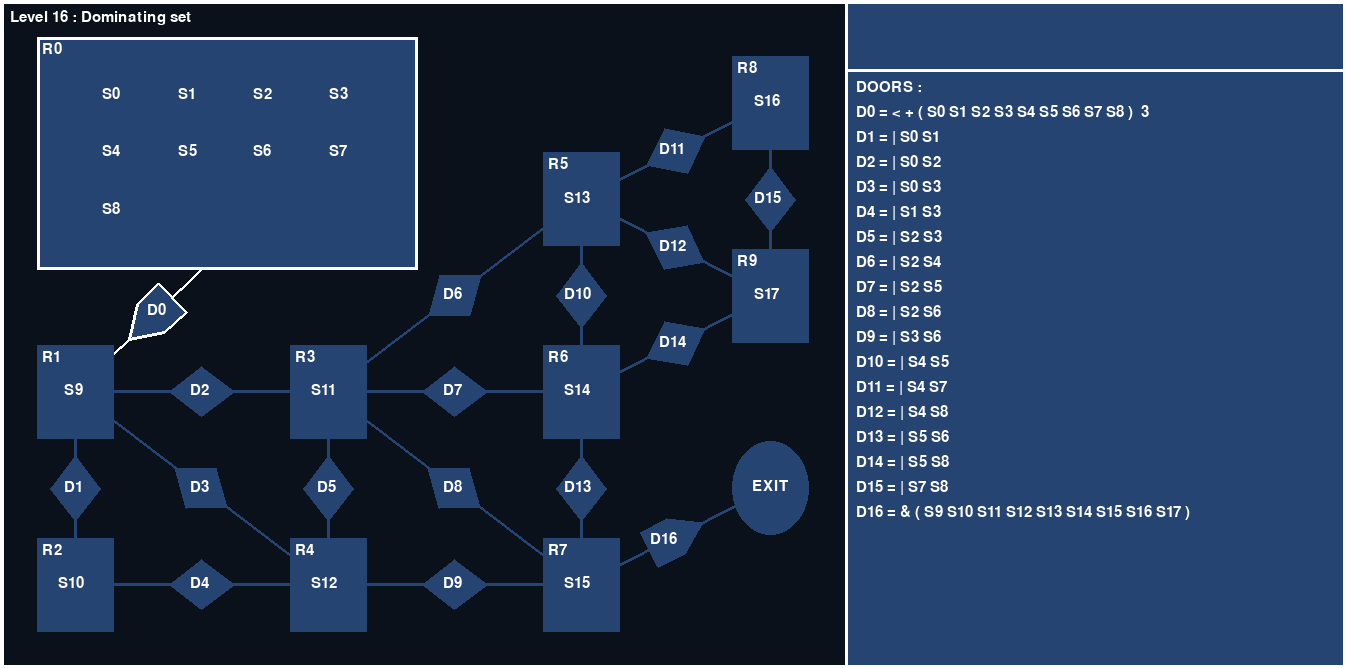 Level 16 : Dominating set
R0
S0 S1 S2 S3
S4 S5 S6 S7
S8
D0
R1
S9
D2
R3
S11
D7
R6
S14
D1
D3
D5
D8
D13
R2
S10
D4
R4
S12
D9
R7
S15
D6
R5
S13
D10
D11
D12
D14
R8
S16
D15
R9
S17
D16
EXIT
DOORS :
D0 = < + ( S0 S1 S2 S3 S4 S5 S6 S7 S8 ) 3
D1 = | S0 S1
D2 = | S0 S2
D3 = | S0 S3
D4 = | S1 S3
D5 = | S2 S3
D6 = | S2 S4
D7 = | S2 S5
D8 = | S2 S6
D9 = | S3 S6
D10 = | S4 S5
D11 = | S4 S7
D12 = | S4 S8
D13 = | S5 S6
D14 = | S5 S8
D15 = | S7 S8
D16 = & ( S9 S10 S11 S12 S13 S14 S15 S16 S17 )